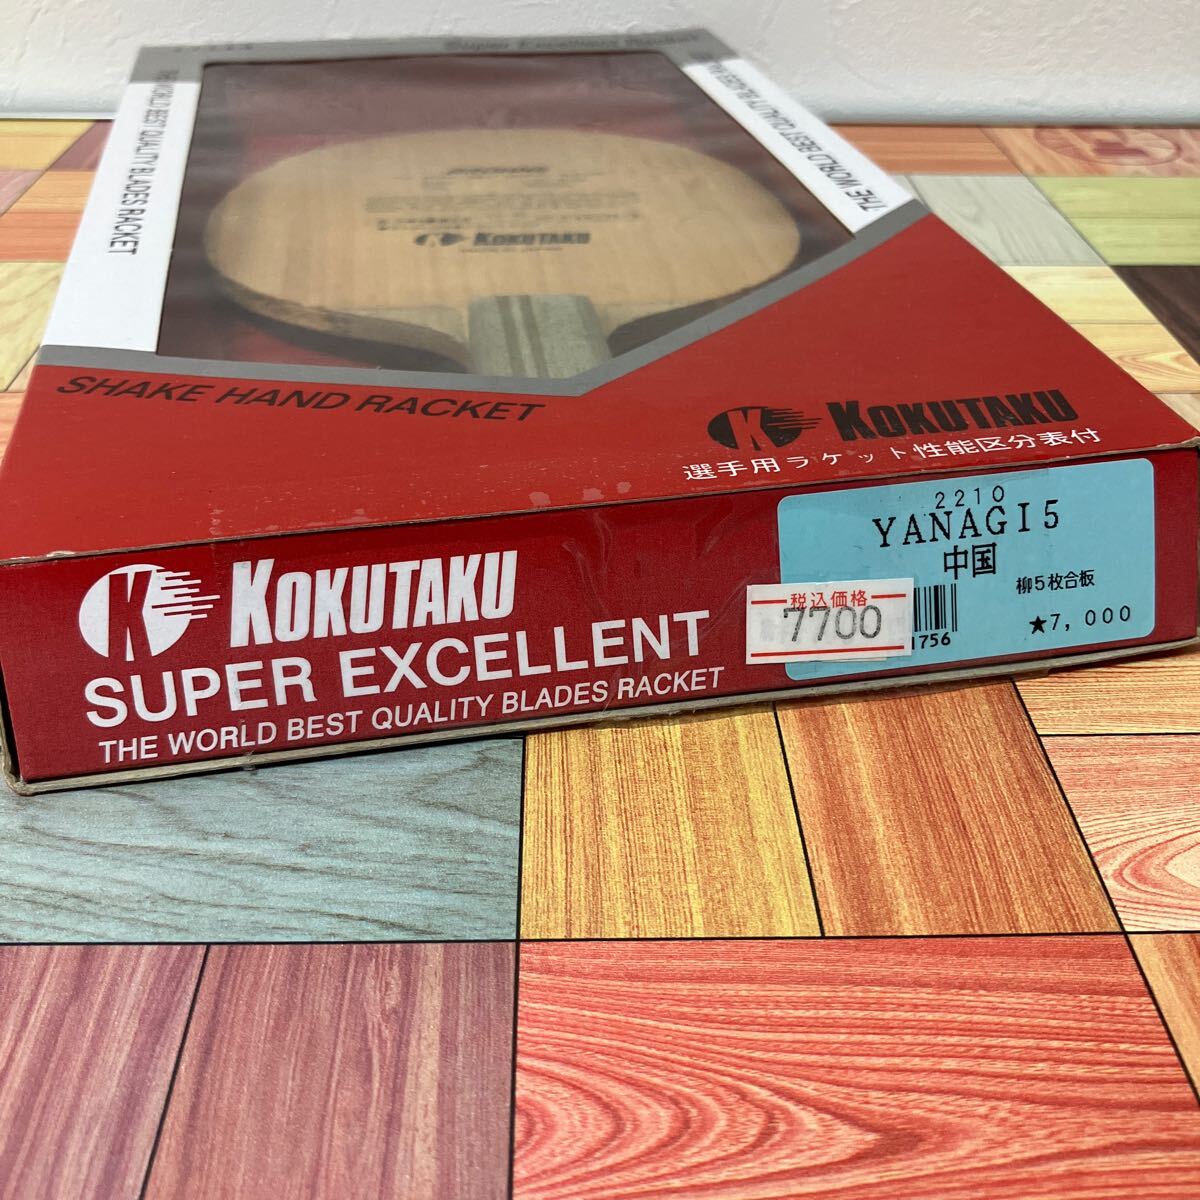 THE WORLD BEST QUALITY BLADES RACKET
THE WORLD BEST QUALITY BLADES
KOKUTAKU
SHAKE HAND RACKET
KOKUTAKU
選手用ラケット性能区分表付
KOKUTAKU
SUPER EXCELLENT
THE WORLD BEST QUALITY BLADES RACKET
2210
YANAGI5
中国
柳5枚合板
★7,000
税込価格
7700
1756